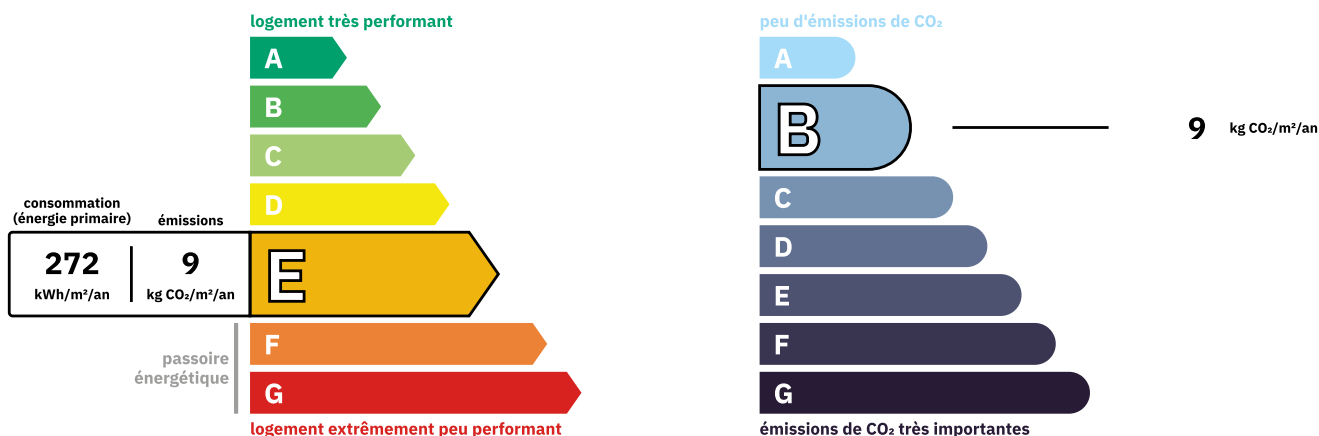 logement très performant
A
B
C
D
consommation
(énergie primaire)
émissions
272
kWh/m²/an
9
kg CO₂/m²/an
E
passoire
énergétique
F
G
logement extrêmement peu performant
peu d'émissions de CO₂
A
B
9
kg CO₂/m²/an
C
D
E
F
G
émissions de CO₂ très importantes